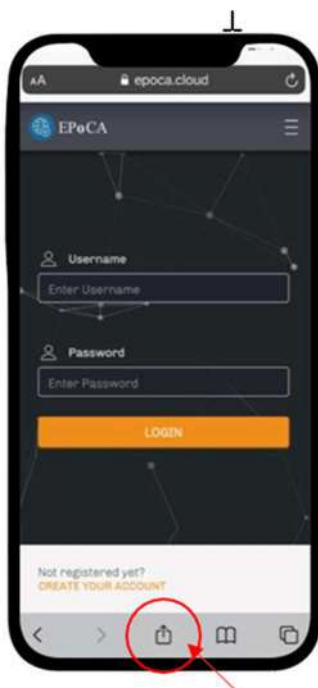 AA epoca.cloud
EPoCA
Username
Enter Username
Password
Enter Password
LOGIN
Not registered yet?
CREATE YOUR ACCOUNT